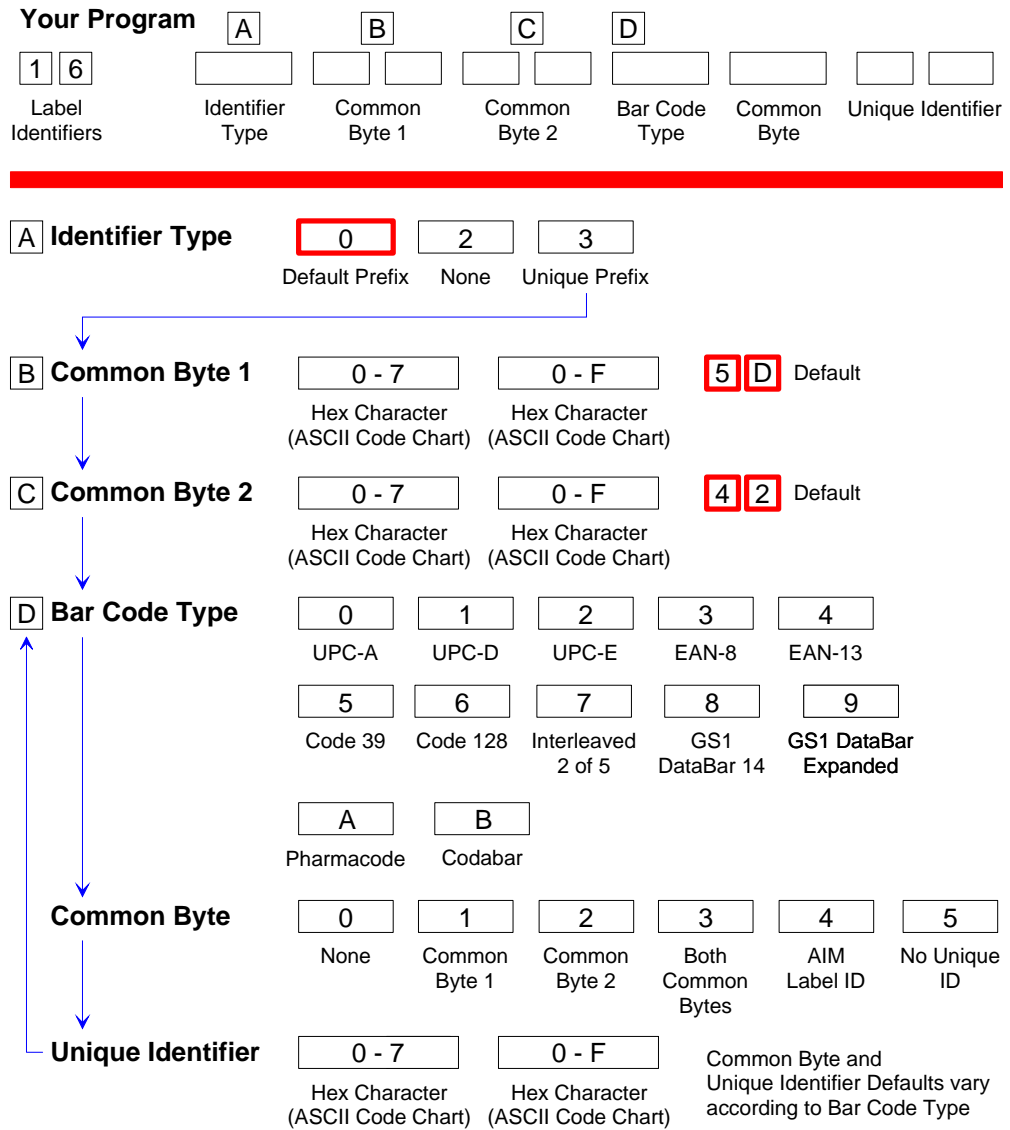 Your Program
A B C D
1 6
Label Identifiers
Identifier Type
Common Byte 1
Common Byte 2
Bar Code Type
Common Byte
Unique Identifier
A Identifier Type
0 2 3
Default Prefix None Unique Prefix
B Common Byte 1
0 - 7 0 - F 5 D Default
Hex Character Hex Character
(ASCII Code Chart) (ASCII Code Chart)
C Common Byte 2
0 - 7 0 - F 4 2 Default
Hex Character Hex Character
(ASCII Code Chart) (ASCII Code Chart)
D Bar Code Type
0 1 2 3 4
UPC-A UPC-D UPC-E EAN-8 EAN-13
5 6 7 8 9
Code 39 Code 128 Interleaved GS1 GS1 DataBar
2 of 5 DataBar 14 Expanded
A B
Pharmacode Codabar
Common Byte
0 1 2 3 4 5
None Common Common Both AIM No Unique
Byte 1 Byte 2 Common Label ID ID
Bytes
Unique Identifier
0 - 7 0 - F
Hex Character Hex Character
(ASCII Code Chart) (ASCII Code Chart)
Common Byte and
Unique Identifier Defaults vary
according to Bar Code Type